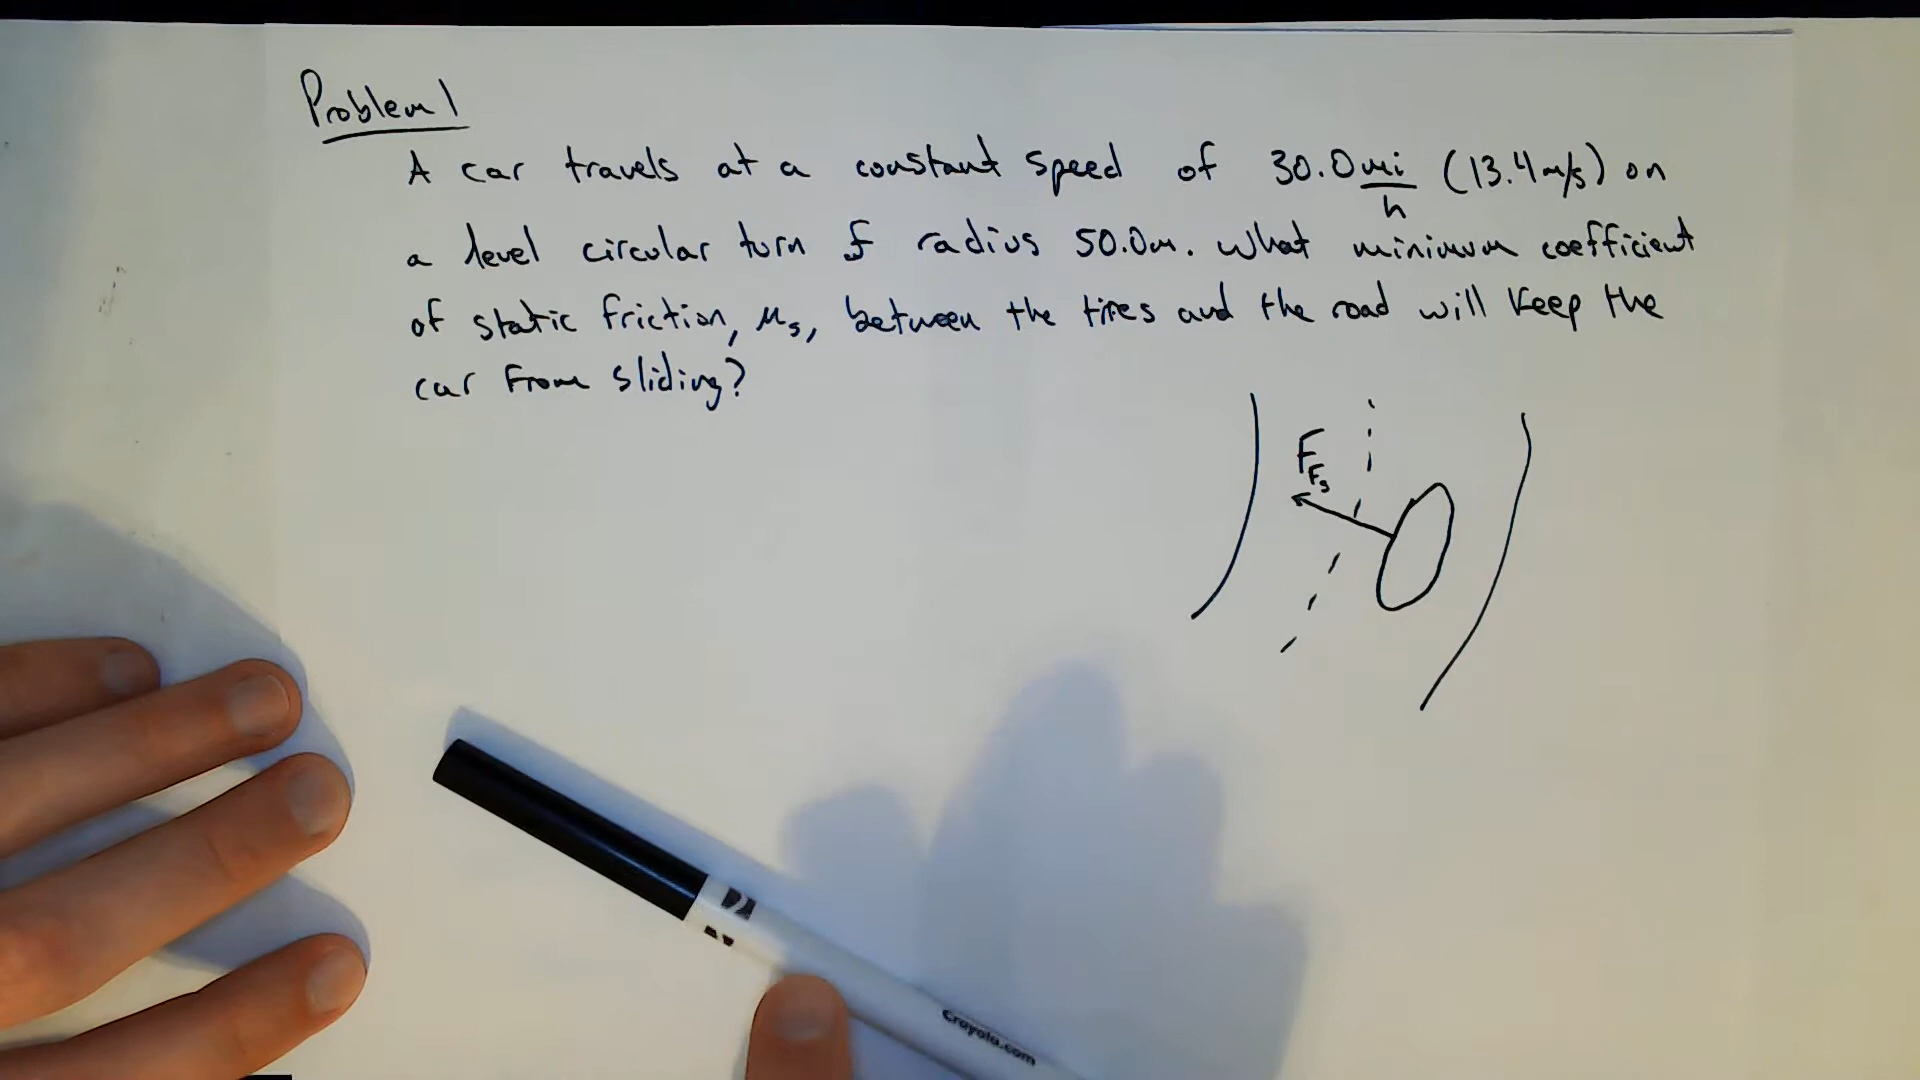 Problem 1
A car travels at a constant speed of 30.0 mi/h (13.4 m/s) on
a level circular turn of radius 50.0m. What minimum coefficient
of static friction, μs, between the tires and the road will keep the
car from sliding?
FFs
Crayola.com